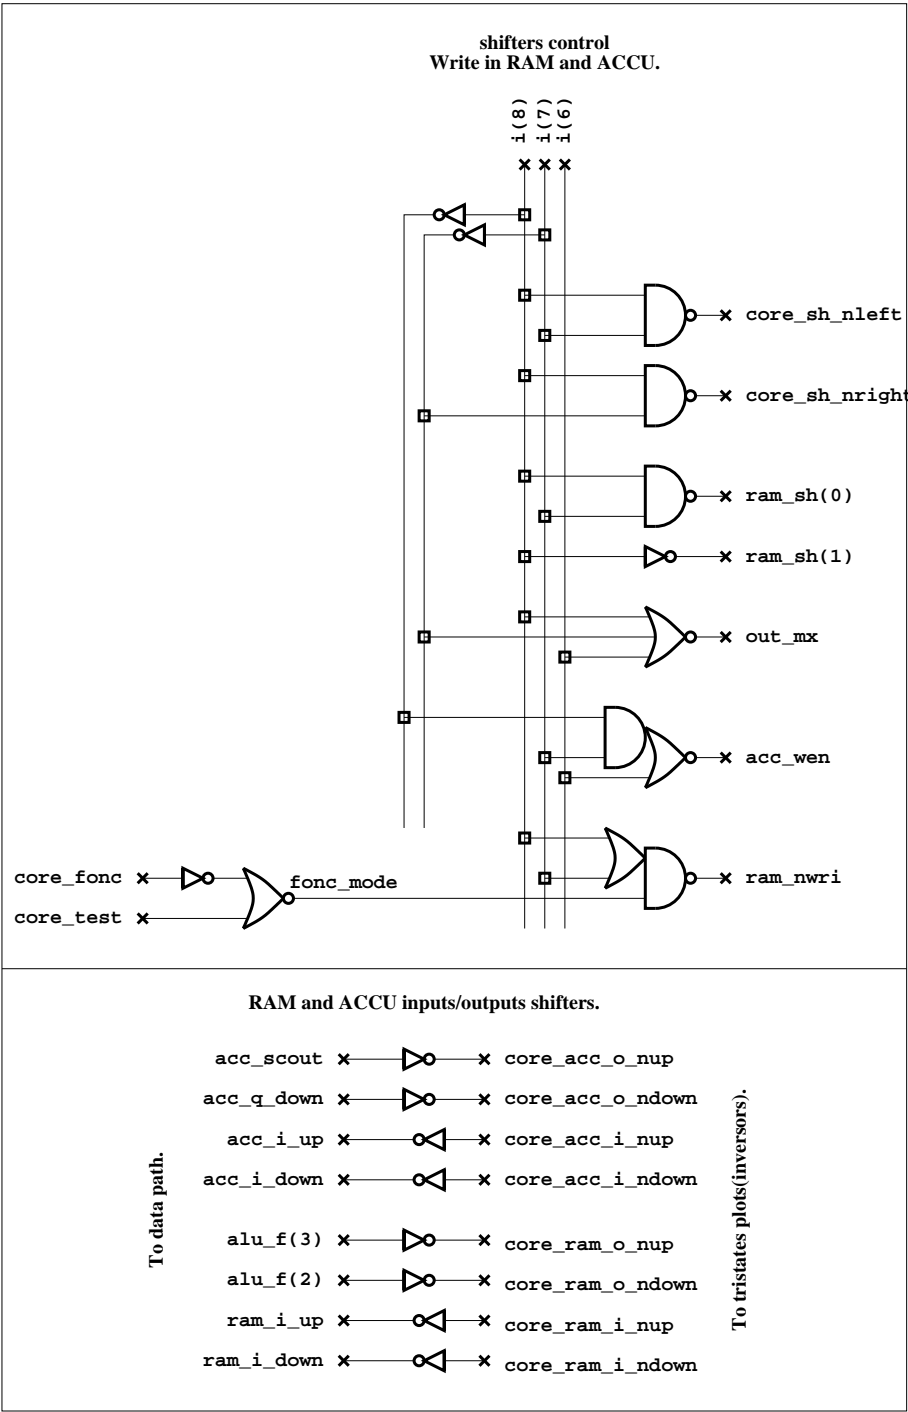 shifters control
Write in RAM and ACCU.
i(8)
i(7)
i(6)
core_sh_nleft
core_sh_nright
ram_sh(0)
ram_sh(1)
out_mx
acc_wen
core_fonc
fonc_mode
ram_nwri
core_test
RAM and ACCU inputs/outputs shifters.
acc_scout core_acc_o_nup
acc_q_down core_acc_o_ndown
acc_i_up core_acc_i_nup
acc_i_down core_acc_i_ndown
alu_f(3) core_ram_o_nup
alu_f(2) core_ram_o_ndown
ram_i_up core_ram_i_nup
ram_i_down core_ram_i_ndown
To data path.
To tristates plots(inversors).